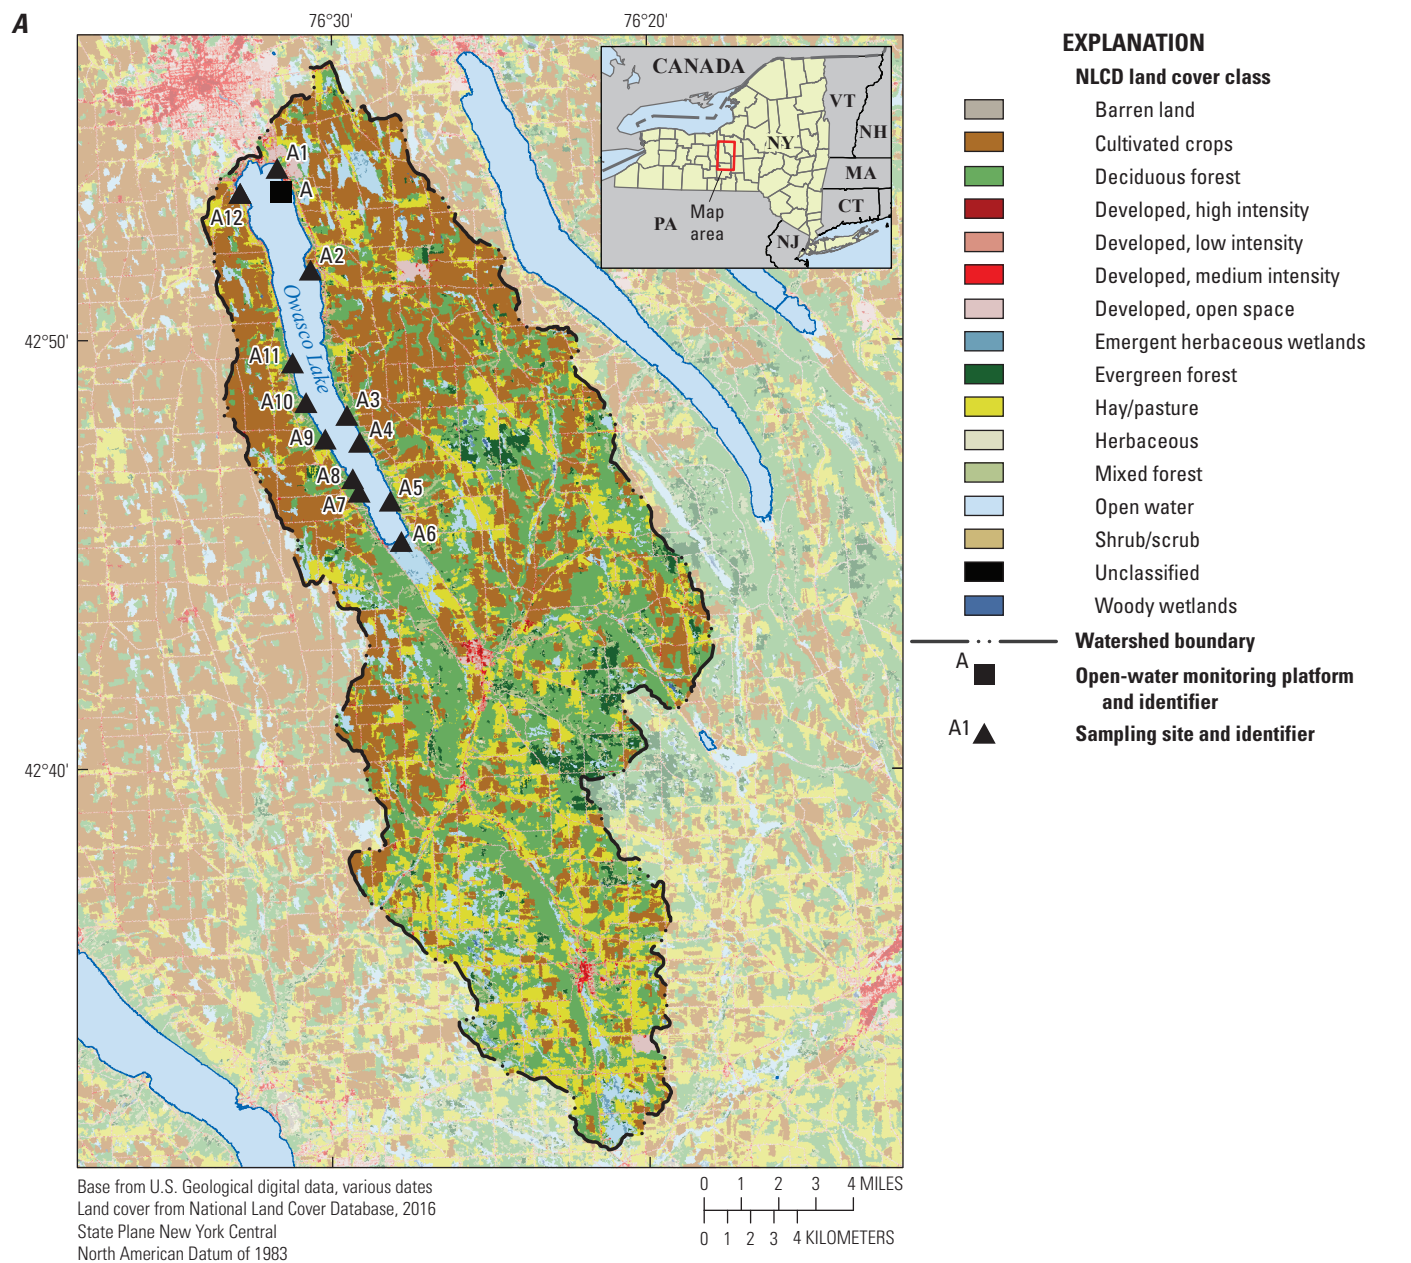 A
76°30'
76°20'
42°50'
42°40'
CANADA
VT
NH
NY
MA
CT
PA
NJ
Map
area
A1
A
A12
A2
Owasco Lake
A11
A10
A3
A4
A9
A8
A7
A5
A6
EXPLANATION
NLCD land cover class
Barren land
Cultivated crops
Deciduous forest
Developed, high intensity
Developed, low intensity
Developed, medium intensity
Developed, open space
Emergent herbaceous wetlands
Evergreen forest
Hay/pasture
Herbaceous
Mixed forest
Open water
Shrub/scrub
Unclassified
Woody wetlands
Watershed boundary
A
Open-water monitoring platform
and identifier
A1
Sampling site and identifier
Base from U.S. Geological digital data, various dates
Land cover from National Land Cover Database, 2016
State Plane New York Central
North American Datum of 1983
0 1 2 3 4 MILES
0 1 2 3 4 KILOMETERS